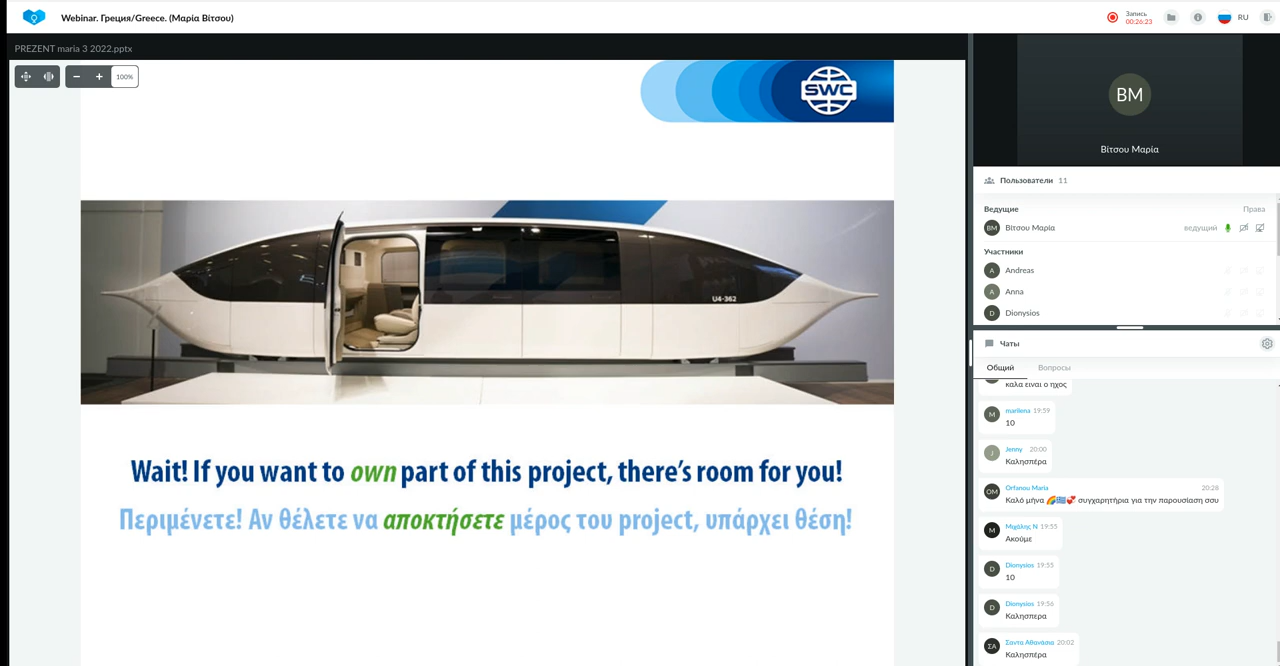 Webinar. Греция/Greece. (Μαρία Βίτσου)
Запись
00:26:23
RU
PREZENT maria 3 2022.pptx
100%
SWC
U4-362
Wait! If you want to own part of this project, there's room for you!
Περιμένετε! Αν θέλετε να αποκτήσετε μέρος του project, υπάρχει θέση!
ВМ
Βίτσου Μαρία
Пользователи 11
Ведущие Права
ВМ Βίτσου Μαρία ведущий
Участники
A Andreas
A Anna
D Dionysios
Чаты
Общий Вопросы
καλα ειναι ο ηχος
M marilena 19:59
10
J Jenny 20:00
Καλησπέρα
OM Orfanou Maria 20:28
Καλό μήνα 🌈🇬🇷💞 συγχαρητήρια για την παρουσίαση σου
M Μιχάλης Ν 19:55
Ακούμε
D Dionysios 19:55
10
D Dionysios 19:56
Καλησπερα
ΣΑ Σαντα Αθανάσια 20:02
Καλησπέρα